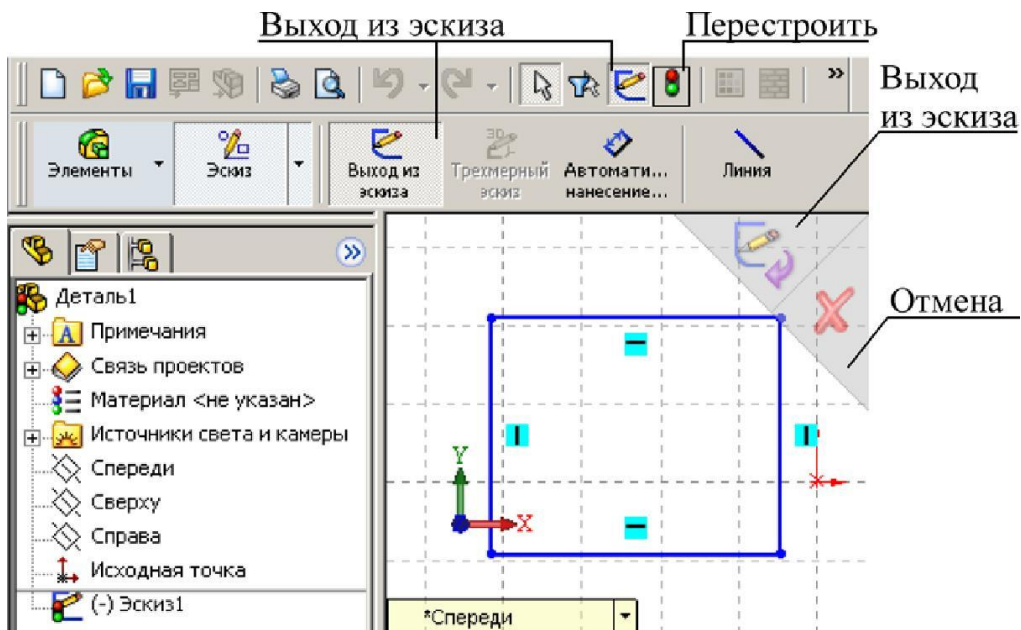 Выход из эскиза
Перестроить
»
Выход
из эскиза
Элементы
Эскиз
Выход из
эскиза
3D
Трехмерный
эскиз
Автомати...
нанесение...
Линия
»
Деталь1
A Примечания
Связь проектов
Материал <не указан>
Источники света и камеры
Спереди
Сверху
Справа
Исходная точка
(-) Эскиз1
Отмена
Y
X
*Спереди